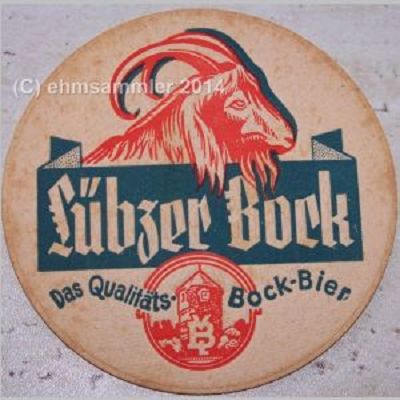 (C) ehmsammler 2014
Lübzer Bock
Das Qualitäts-Bock-Bier